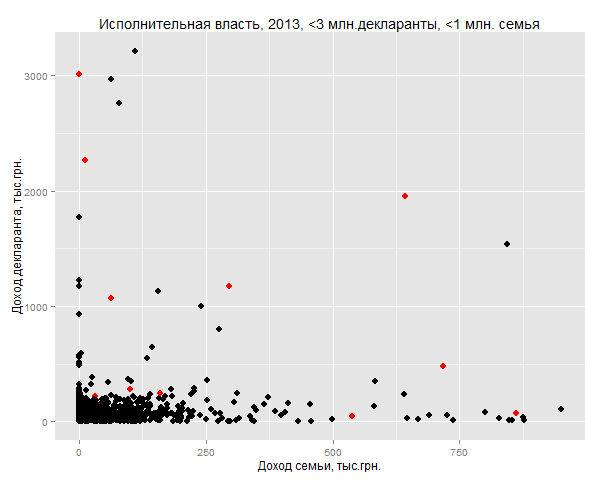 Исполнительная власть, 2013, <3 млн.декларанты, <1 млн. семья
Доход декларанта, тыс.грн.
3000
2000
1000
0
0
250
500
750
Доход семьи, тыс.грн.